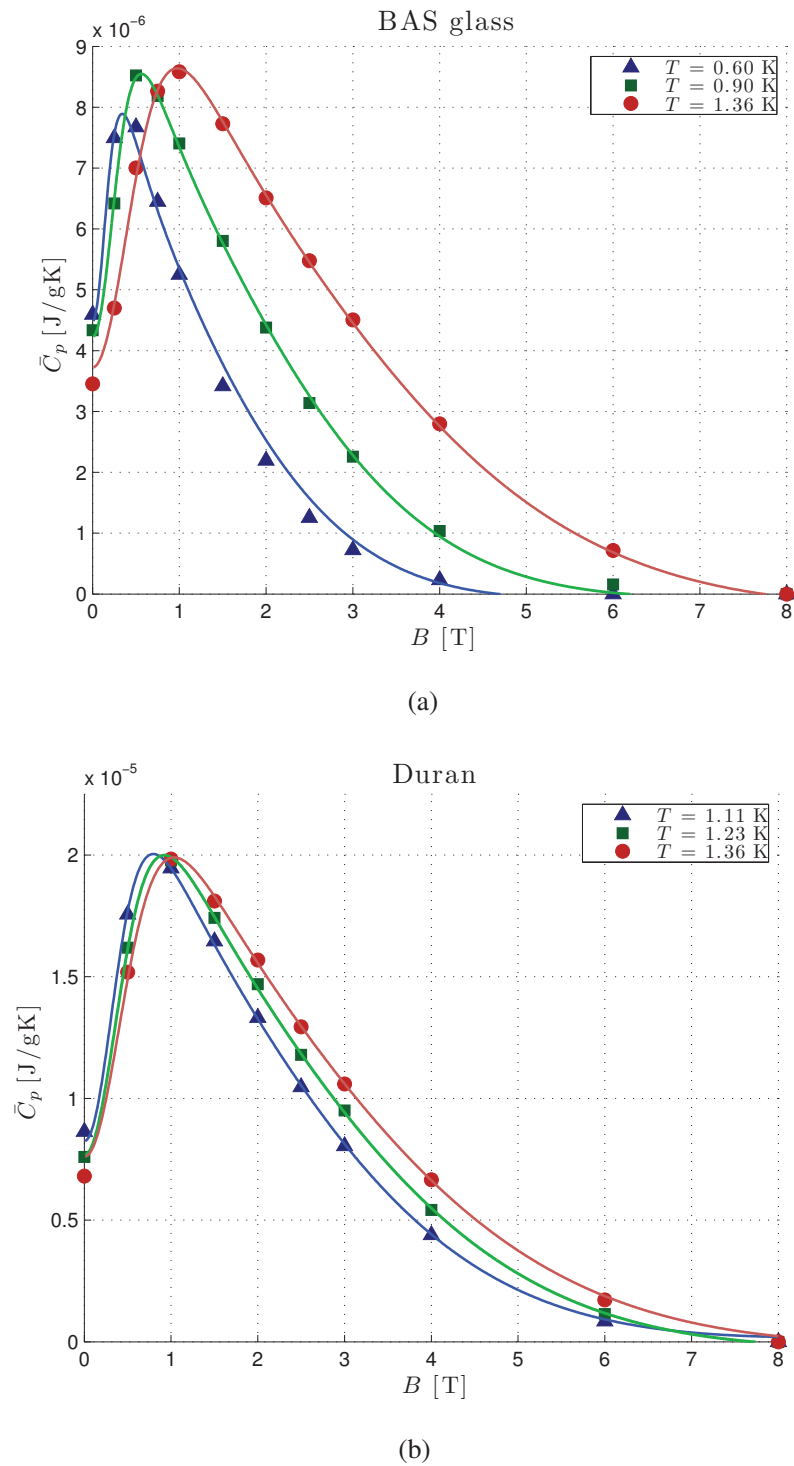 BAS glass
x 10⁻⁶
9
8
7
6
5
4
3
2
1
0
C̄ₚ [J/gK]
T = 0.60 K
T = 0.90 K
T = 1.36 K
0 1 2 3 4 5 6 7 8
B [T]
(a)
Duran
x 10⁻⁵
2
1.5
1
0.5
0
C̄ₚ [J/gK]
T = 1.11 K
T = 1.23 K
T = 1.36 K
0 1 2 3 4 5 6 7 8
B [T]
(b)